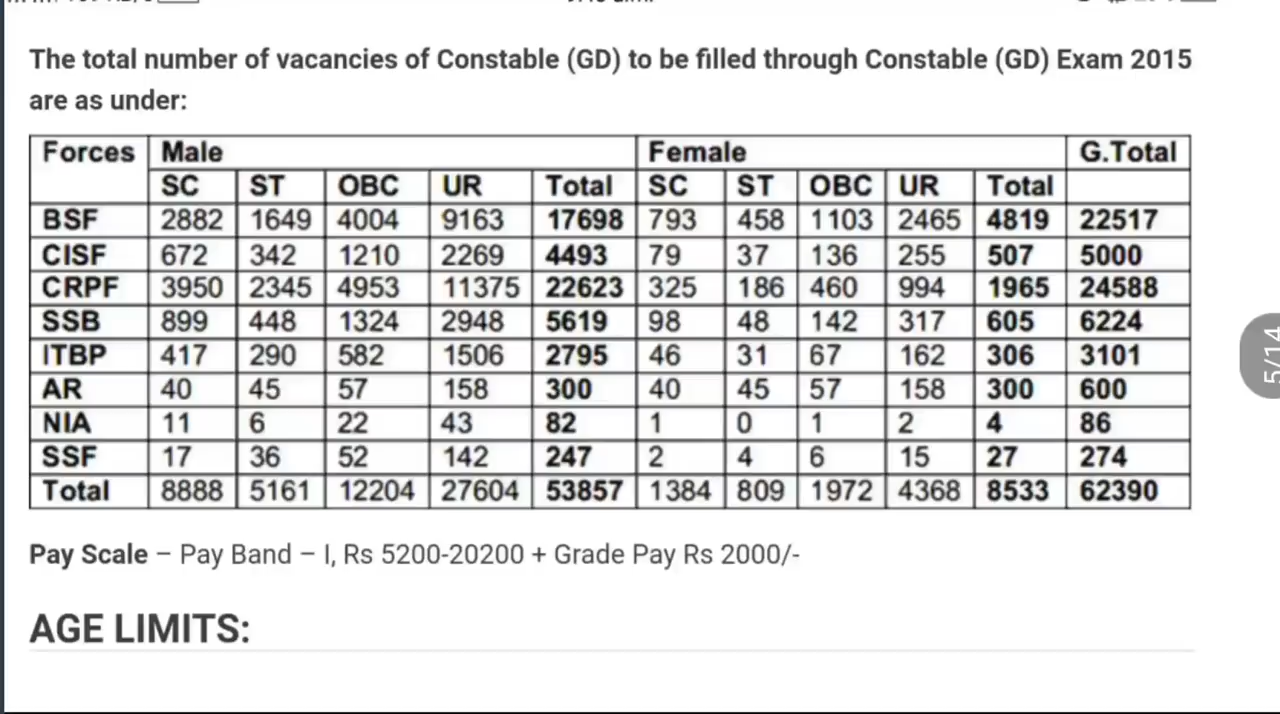 The total number of vacancies of Constable (GD) to be filled through Constable (GD) Exam 2015
are as under:
Forces Male Female G.Total
SC ST OBC UR Total SC ST OBC UR Total
BSF 2882 1649 4004 9163 17698 793 458 1103 2465 4819 22517
CISF 672 342 1210 2269 4493 79 37 136 255 507 5000
CRPF 3950 2345 4953 11375 22623 325 186 460 994 1965 24588
SSB 899 448 1324 2948 5619 98 48 142 317 605 6224
ITBP 417 290 582 1506 2795 46 31 67 162 306 3101
AR 40 45 57 158 300 40 45 57 158 300 600
NIA 11 6 22 43 82 1 0 1 2 4 86
SSF 17 36 52 142 247 2 4 6 15 27 274
Total 8888 5161 12204 27604 53857 1384 809 1972 4368 8533 62390
Pay Scale – Pay Band – I, Rs 5200-20200 + Grade Pay Rs 2000/-
AGE LIMITS:
5/14